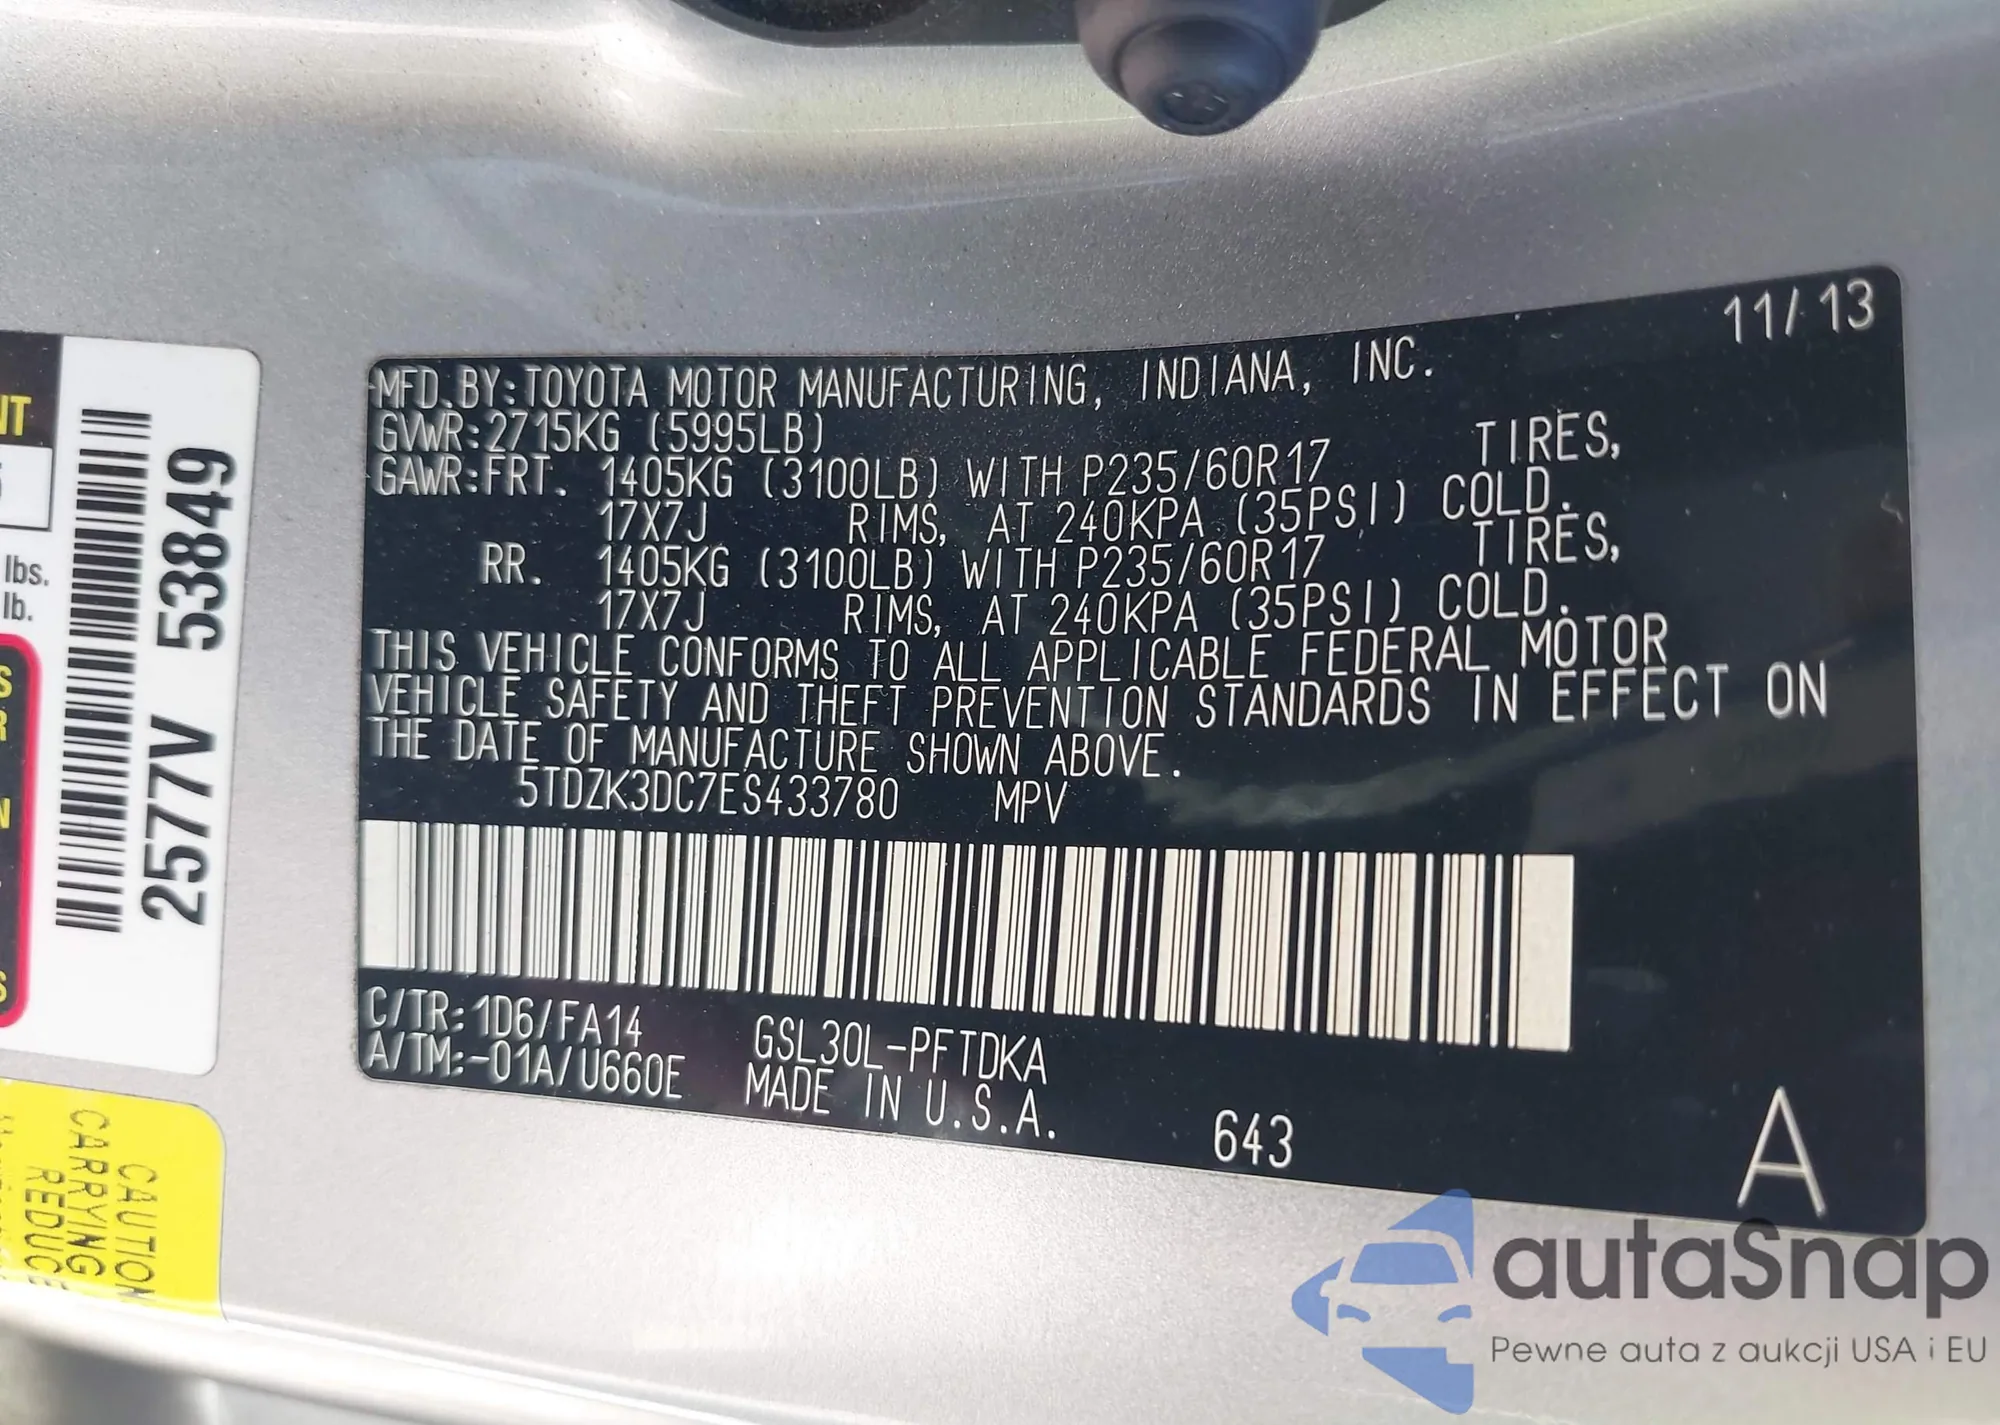 11/13
MFD.BY:TOYOTA MOTOR MANUFACTURING, INDIANA, INC.
GVWR:2715KG (5995LB)
GAWR:FRT. 1405KG (3100LB) WITH P235/60R17 TIRES,
17X7J RIMS, AT 240KPA (35PSI) COLD.
RR. 1405KG (3100LB) WITH P235/60R17 TIRES,
17X7J RIMS, AT 240KPA (35PSI) COLD.
THIS VEHICLE CONFORMS TO ALL APPLICABLE FEDERAL MOTOR
VEHICLE SAFETY AND THEFT PREVENTION STANDARDS IN EFFECT ON
THE DATE OF MANUFACTURE SHOWN ABOVE.
5TDZK3DC7ES433780 MPV
C/TR:1D6/FA14 GSL30L-PFTDKA
A/TM:-01A/U660E MADE IN U.S.A.
643
A
2577V 53849
lbs.
lb.
CAUTION
CARRYING
REDUCE
autoSnap
Pewne auta z aukcji USA i EU